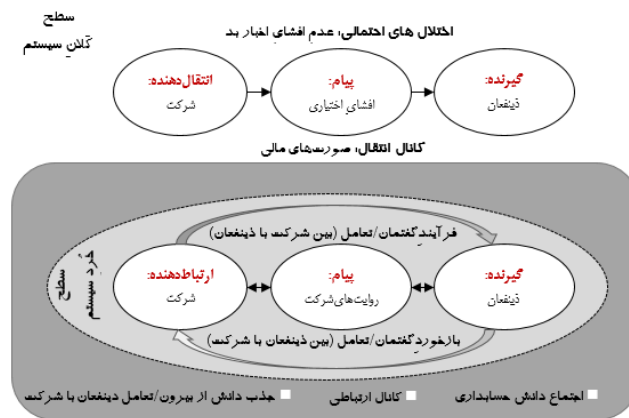 سطح
کلان سیستم
اختلال های احتمالی: عدم افشای اخبار بد
انتقال‌دهنده:
شرکت
پیام:
افشای اختیاری
گیرنده:
ذینفعان
کانال انتقال: صورت‌های مالی
سطح
خُرد سیستم
فرآیند گفتمان/تعامل (بین شرکت با ذینفعان)
ارتباط‌دهنده:
شرکت
پیام:
روایت‌های شرکت
گیرنده:
ذینفعان
بازخورد گفتمان/تعامل (بین ذینفعان با شرکت)
اجتماع دانش حسابداری
کانال ارتباطی
جذب دانش از بیرون/تعامل ذینفعان با شرکت